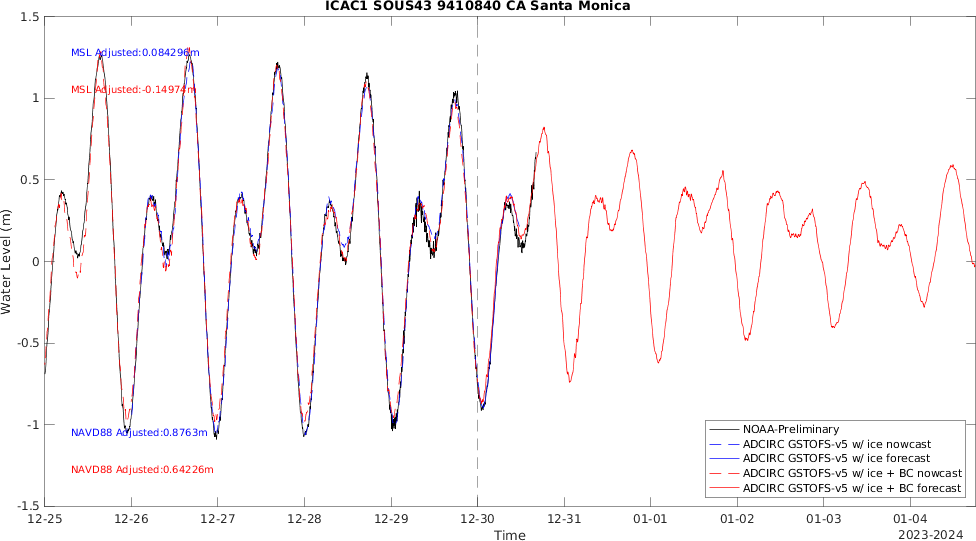 ICAC1 SOUS43 9410840 CA Santa Monica
1.5
1
0.5
0
-0.5
-1
-1.5
Water Level (m)
MSL Adjusted:0.084296m
MSL Adjusted:-0.14974m
NAVD88 Adjusted:0.8763m
NAVD88 Adjusted:0.64226m
NOAA-Preliminary
ADCIRC GSTOFS-v5 w/ ice nowcast
ADCIRC GSTOFS-v5 w/ ice forecast
ADCIRC GSTOFS-v5 w/ ice + BC nowcast
ADCIRC GSTOFS-v5 w/ ice + BC forecast
12-25 12-26 12-27 12-28 12-29 12-30 12-31 01-01 01-02 01-03 01-04
Time
2023-2024